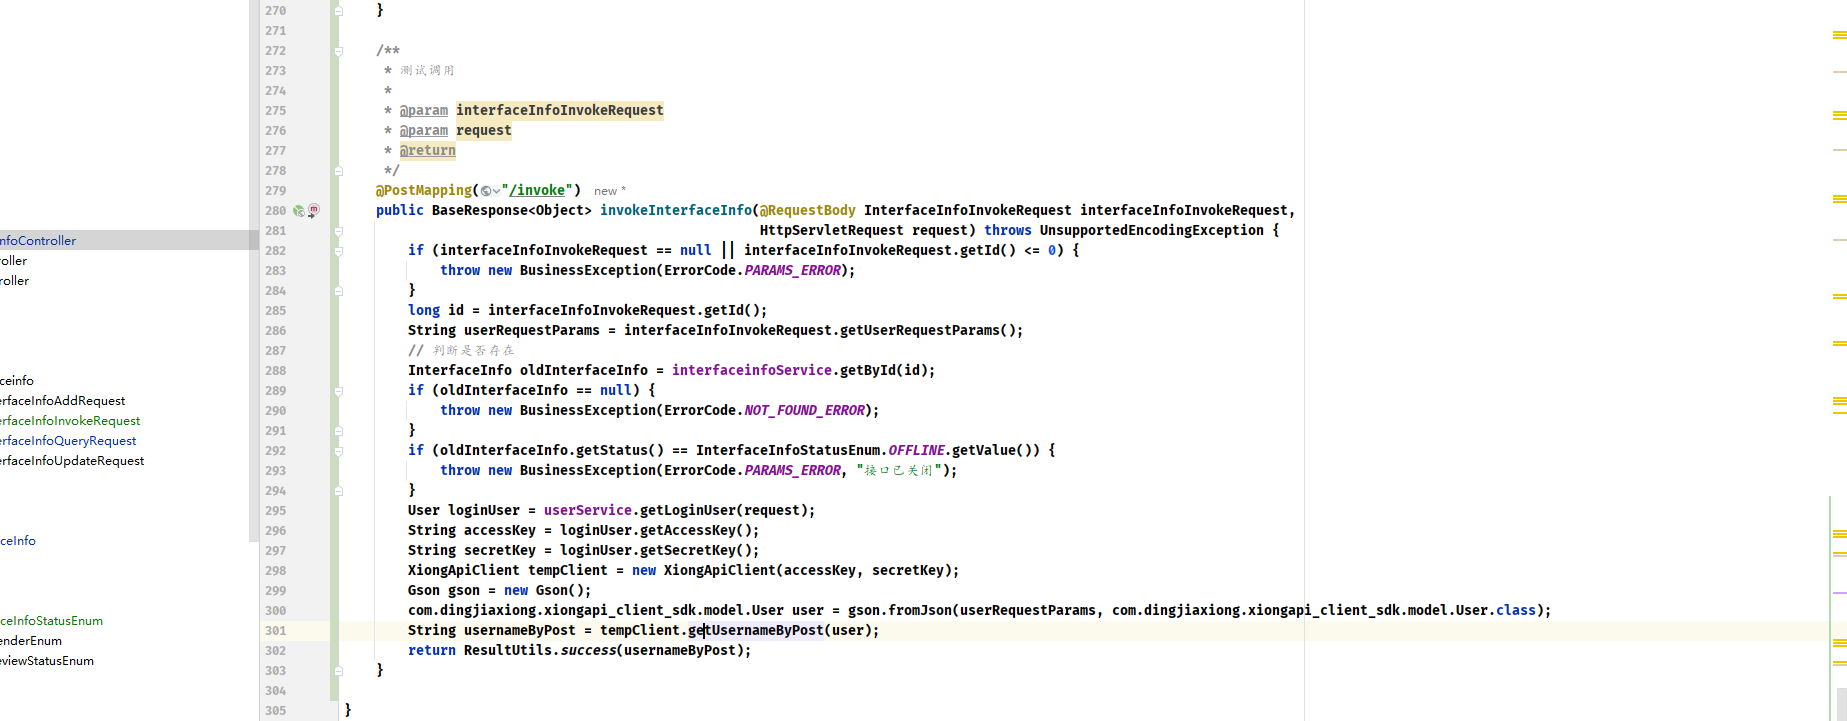 nfoController
oller
roller
ceinfo
erfaceInfoAddRequest
erfaceInfoInvokeRequest
erfaceInfoQueryRequest
erfaceInfoUpdateRequest
ceInfo
ceInfoStatusEnum
enderEnum
eviewStatusEnum
270 }
271
272 /**
273 * 测试调用
274 *
275 * @param interfaceInfoInvokeRequest
276 * @param request
277 * @return
278 */
279 @PostMapping("/invoke") new *
280 public BaseResponse<Object> invokeInterfaceInfo(@RequestBody InterfaceInfoInvokeRequest interfaceInfoInvokeRequest,
281 HttpServletRequest request) throws UnsupportedEncodingException {
282 if (interfaceInfoInvokeRequest == null || interfaceInfoInvokeRequest.getId() <= 0) {
283 throw new BusinessException(ErrorCode.PARAMS_ERROR);
284 }
285 long id = interfaceInfoInvokeRequest.getId();
286 String userRequestParams = interfaceInfoInvokeRequest.getUserRequestParams();
287 // 判断是否存在
288 InterfaceInfo oldInterfaceInfo = interfaceinfoService.getById(id);
289 if (oldInterfaceInfo == null) {
290 throw new BusinessException(ErrorCode.NOT_FOUND_ERROR);
291 }
292 if (oldInterfaceInfo.getStatus() == InterfaceInfoStatusEnum.OFFLINE.getValue()) {
293 throw new BusinessException(ErrorCode.PARAMS_ERROR, "接口已关闭");
294 }
295 User loginUser = userService.getLoginUser(request);
296 String accessKey = loginUser.getAccessKey();
297 String secretKey = loginUser.getSecretKey();
298 XiongApiClient tempClient = new XiongApiClient(accessKey, secretKey);
299 Gson gson = new Gson();
300 com.dingjiaxiong.xiongapi_client_sdk.model.User user = gson.fromJson(userRequestParams, com.dingjiaxiong.xiongapi_client_sdk.model.User.class);
301 String usernameByPost = tempClient.getUsernameByPost(user);
302 return ResultUtils.success(usernameByPost);
303 }
304
305 }